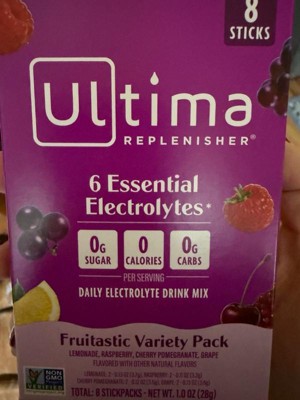 8
STICKS
Ultima
REPLENISHER®
6 Essential
Electrolytes*
0g
SUGAR
0
CALORIES
0g
CARBS
PER SERVING
DAILY ELECTROLYTE DRINK MIX
Fruitastic Variety Pack
LEMONADE, RASPBERRY, CHERRY POMEGRANATE, GRAPE
FLAVORED WITH OTHER NATURAL FLAVORS
NON
GMO
VERIFIED
TOTAL: 8 STICKPACKS - NET WT. 1.0 OZ (28g)